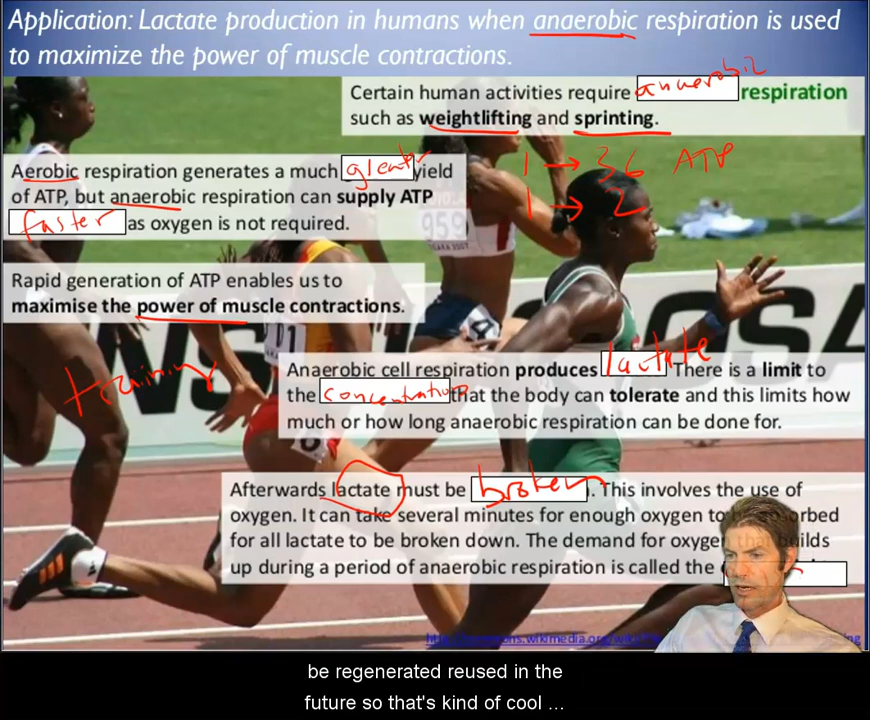 Application: Lactate production in humans when anaerobic respiration is used
to maximize the power of muscle contractions.
Certain human activities require anaerobic respiration
such as weightlifting and sprinting.
1 → 36 ATP
1 → 2
Aerobic respiration generates a much greater yield
of ATP, but anaerobic respiration can supply ATP
faster as oxygen is not required.
959
OSAKA 2007
Rapid generation of ATP enables us to
maximise the power of muscle contractions.
training
Anaerobic cell respiration produces lactate There is a limit to
the concentration that the body can tolerate and this limits how
much or how long anaerobic respiration can be done for.
Afterwards lactate must be broken. This involves the use of
oxygen. It can take several minutes for enough oxygen to
for all lactate to be broken down. The demand for oxygen
up during a period of anaerobic respiration is called the
be regenerated reused in the
future so that's kind of cool ...